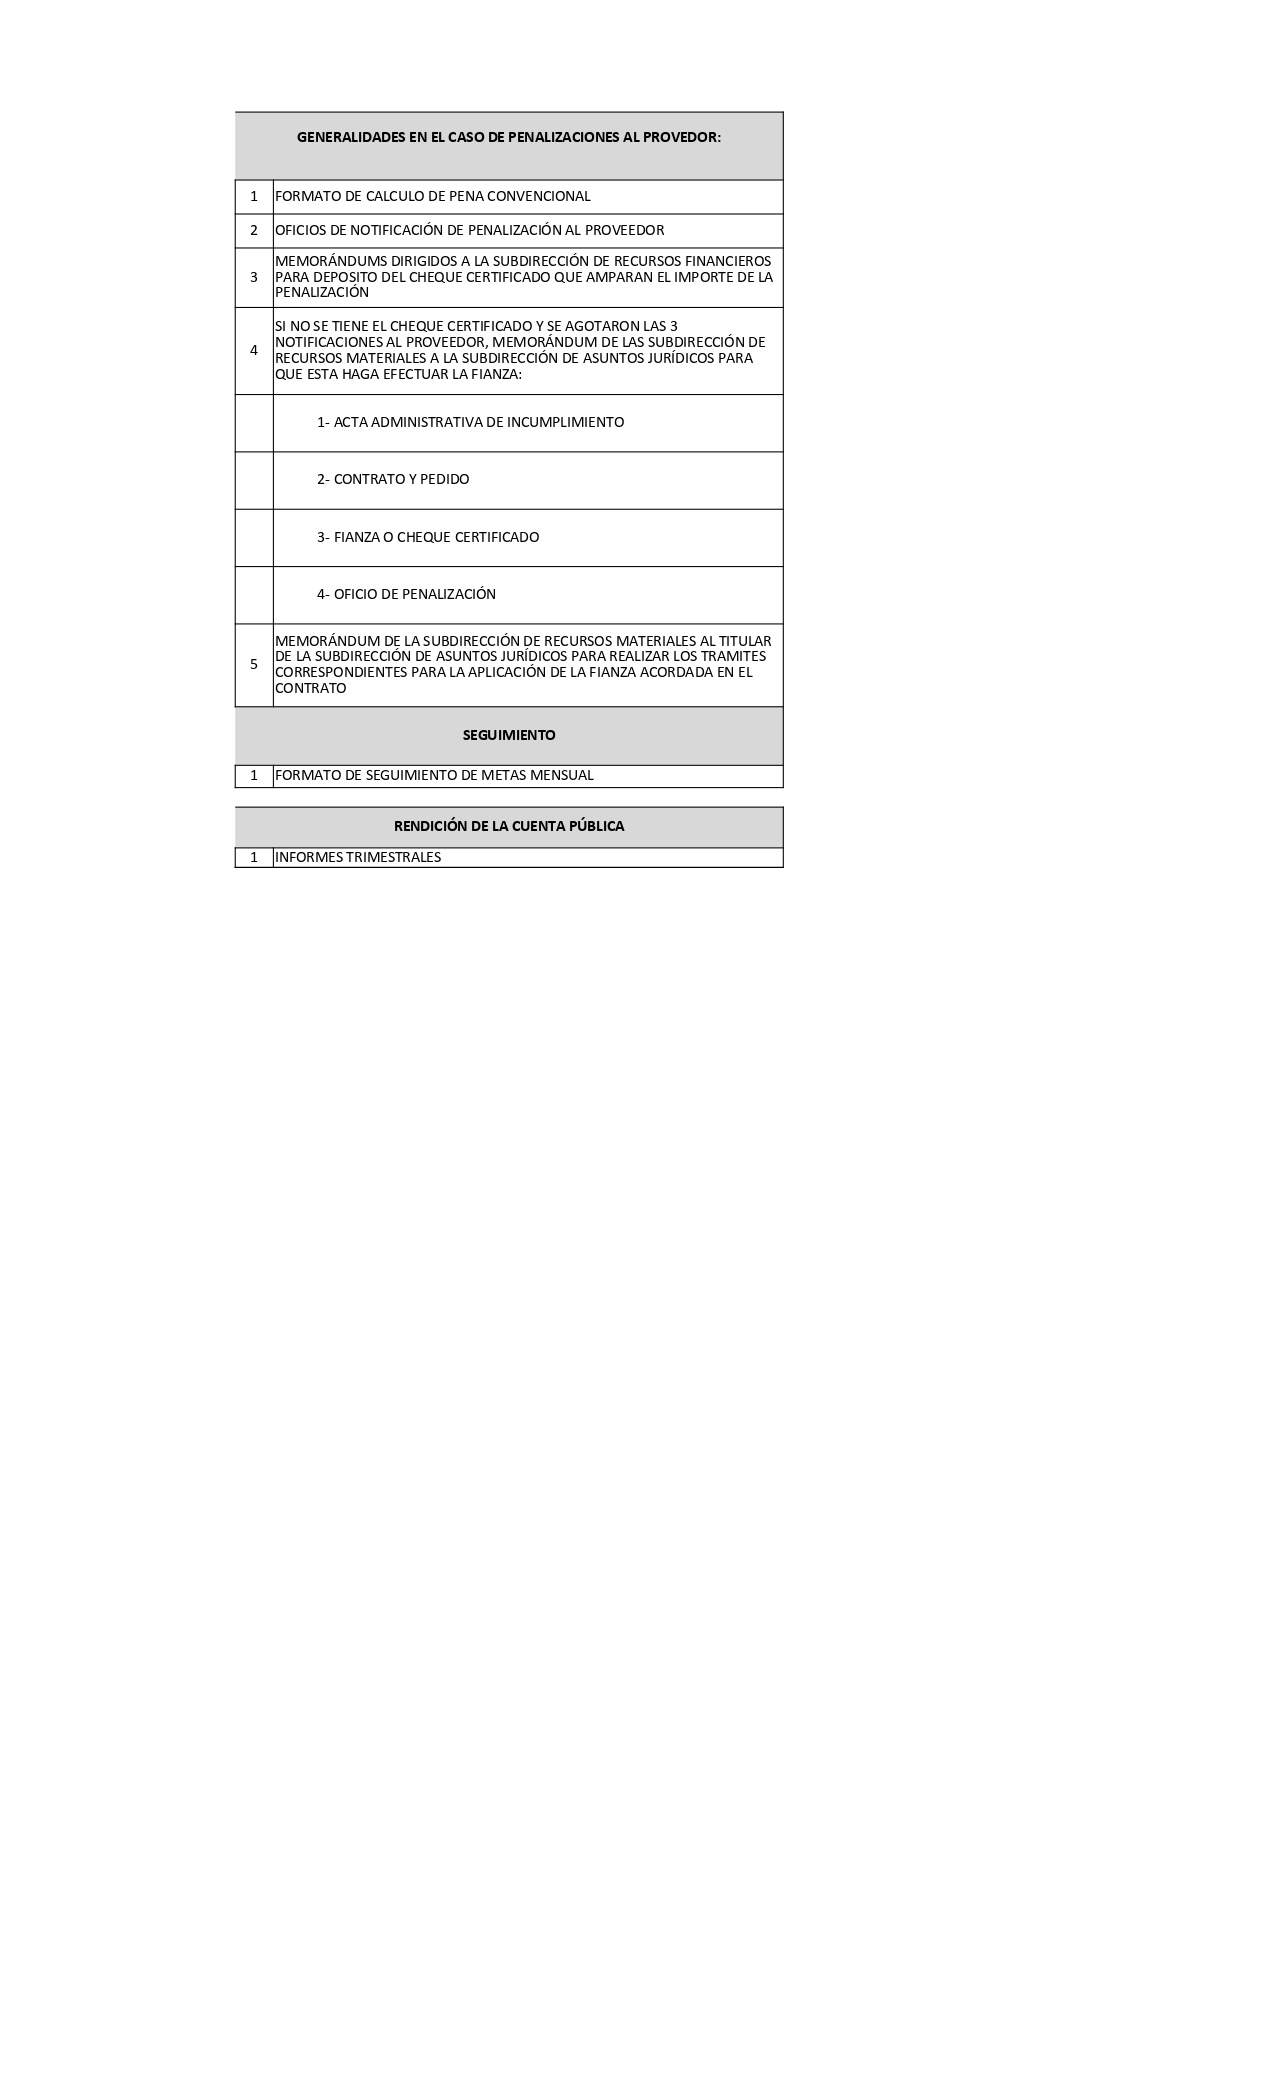 GENERALIDADES EN EL CASO DE PENALIZACIONES AL PROVEDOR:
1 FORMATO DE CALCULO DE PENA CONVENCIONAL
2 OFICIOS DE NOTIFICACIÓN DE PENALIZACIÓN AL PROVEEDOR
MEMORÁNDUMS DIRIGIDOS A LA SUBDIRECCIÓN DE RECURSOS FINANCIEROS
3 PARA DEPOSITO DEL CHEQUE CERTIFICADO QUE AMPARAN EL IMPORTE DE LA
PENALIZACIÓN
SI NO SE TIENE EL CHEQUE CERTIFICADO Y SE AGOTARON LAS 3
NOTIFICACIONES AL PROVEEDOR, MEMORÁNDUM DE LAS SUBDIRECCIÓN DE
4 RECURSOS MATERIALES A LA SUBDIRECCIÓN DE ASUNTOS JURÍDICOS PARA
QUE ESTA HAGA EFECTUAR LA FIANZA:
1- ACTA ADMINISTRATIVA DE INCUMPLIMIENTO
2- CONTRATO Y PEDIDO
3- FIANZA O CHEQUE CERTIFICADO
4- OFICIO DE PENALIZACIÓN
MEMORÁNDUM DE LA SUBDIRECCIÓN DE RECURSOS MATERIALES AL TITULAR
DE LA SUBDIRECCIÓN DE ASUNTOS JURÍDICOS PARA REALIZAR LOS TRAMITES
5 CORRESPONDIENTES PARA LA APLICACIÓN DE LA FIANZA ACORDADA EN EL
CONTRATO
SEGUIMIENTO
1 FORMATO DE SEGUIMIENTO DE METAS MENSUAL
RENDICIÓN DE LA CUENTA PÚBLICA
1 INFORMES TRIMESTRALES